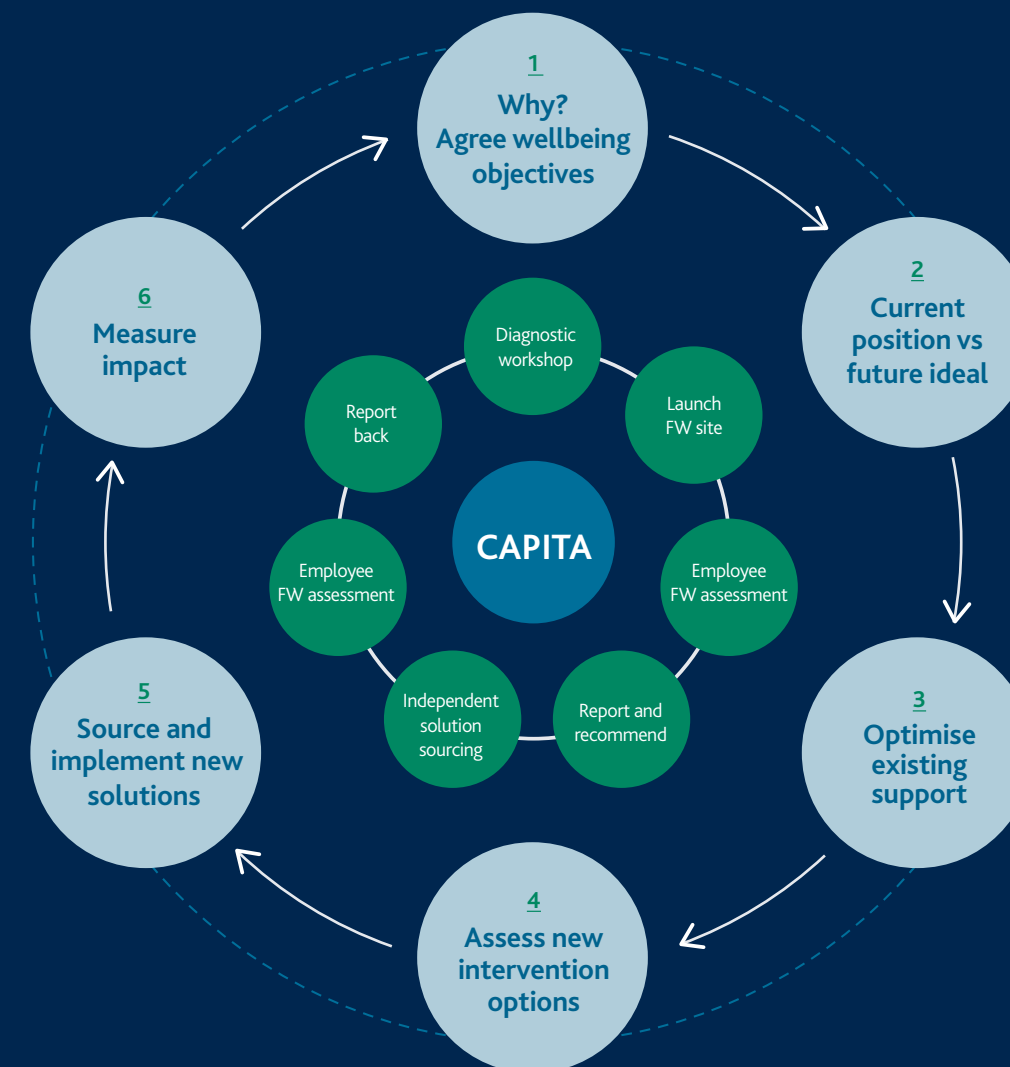 1
Why?
Agree wellbeing
objectives
2
Current
position vs
future ideal
3
Optimise
existing
support
4
Assess new
intervention
options
5
Source and
implement new
solutions
6
Measure
impact
Diagnostic
workshop
Launch
FW site
Employee
FW assessment
Report and
recommend
Independent
solution
sourcing
Employee
FW assessment
Report
back
CAPITA